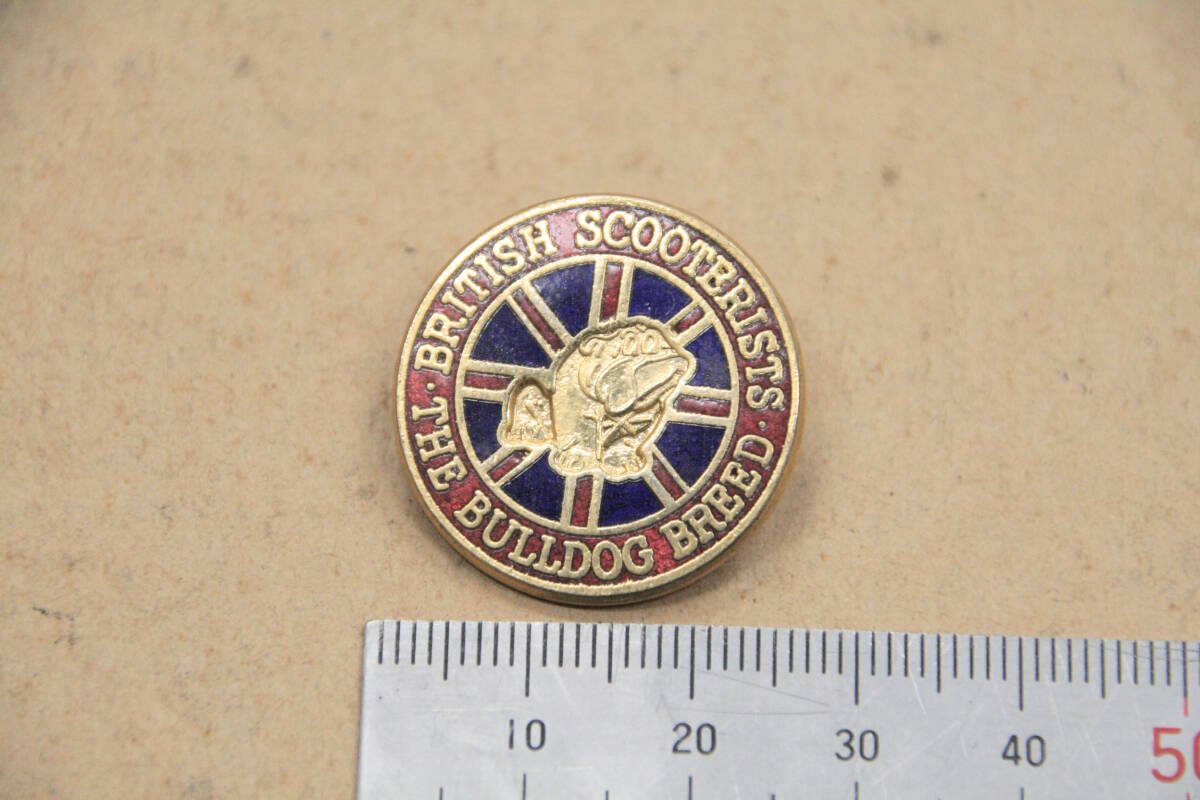 BRITISH SCOOTERISTS
· THE BULLDOG BREED ·
10 20 30 40 50